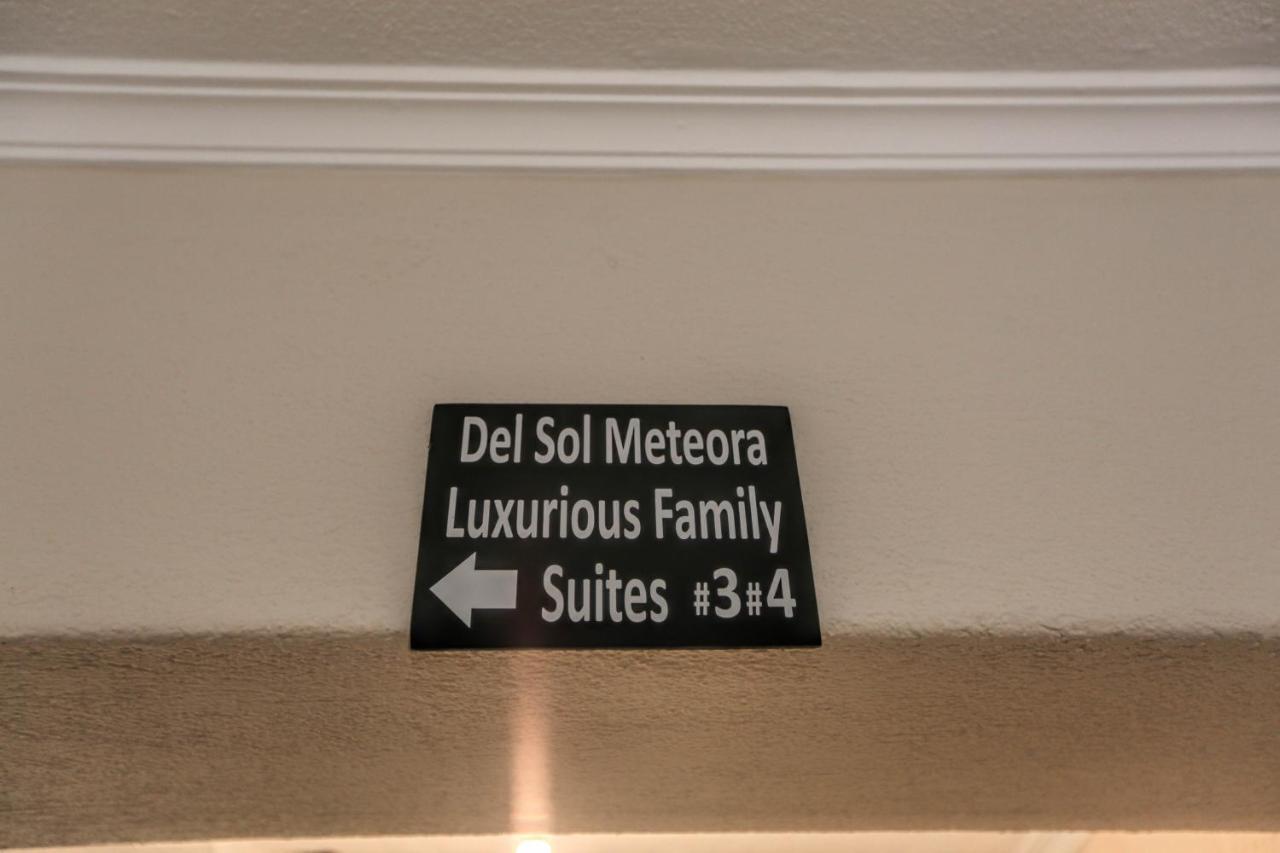 Del Sol Meteora
Luxurious Family
Suites #3#4